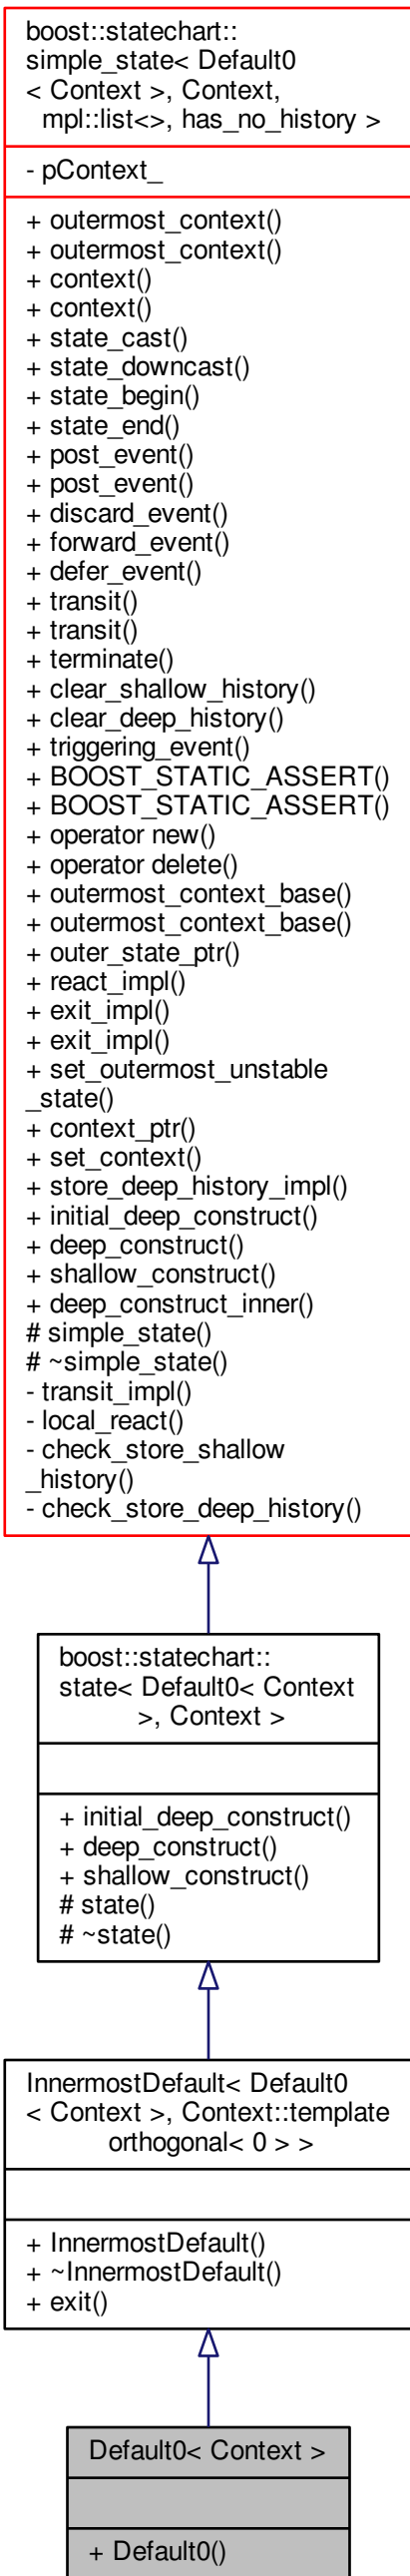 boost::statechart::
simple_state< Default0
< Context >, Context,
mpl::list<>, has_no_history >
- pContext_
+ outermost_context()
+ outermost_context()
+ context()
+ context()
+ state_cast()
+ state_downcast()
+ state_begin()
+ state_end()
+ post_event()
+ post_event()
+ discard_event()
+ forward_event()
+ defer_event()
+ transit()
+ transit()
+ terminate()
+ clear_shallow_history()
+ clear_deep_history()
+ triggering_event()
+ BOOST_STATIC_ASSERT()
+ BOOST_STATIC_ASSERT()
+ operator new()
+ operator delete()
+ outermost_context_base()
+ outermost_context_base()
+ outer_state_ptr()
+ react_impl()
+ exit_impl()
+ exit_impl()
+ set_outermost_unstable
_state()
+ context_ptr()
+ set_context()
+ store_deep_history_impl()
+ initial_deep_construct()
+ deep_construct()
+ shallow_construct()
+ deep_construct_inner()
# simple_state()
# ~simple_state()
- transit_impl()
- local_react()
- check_store_shallow
_history()
- check_store_deep_history()
boost::statechart::
state< Default0< Context
>, Context >
+ initial_deep_construct()
+ deep_construct()
+ shallow_construct()
# state()
# ~state()
InnermostDefault< Default0
< Context >, Context::template
orthogonal< 0 > >
+ InnermostDefault()
+ ~InnermostDefault()
+ exit()
Default0< Context >
+ Default0()